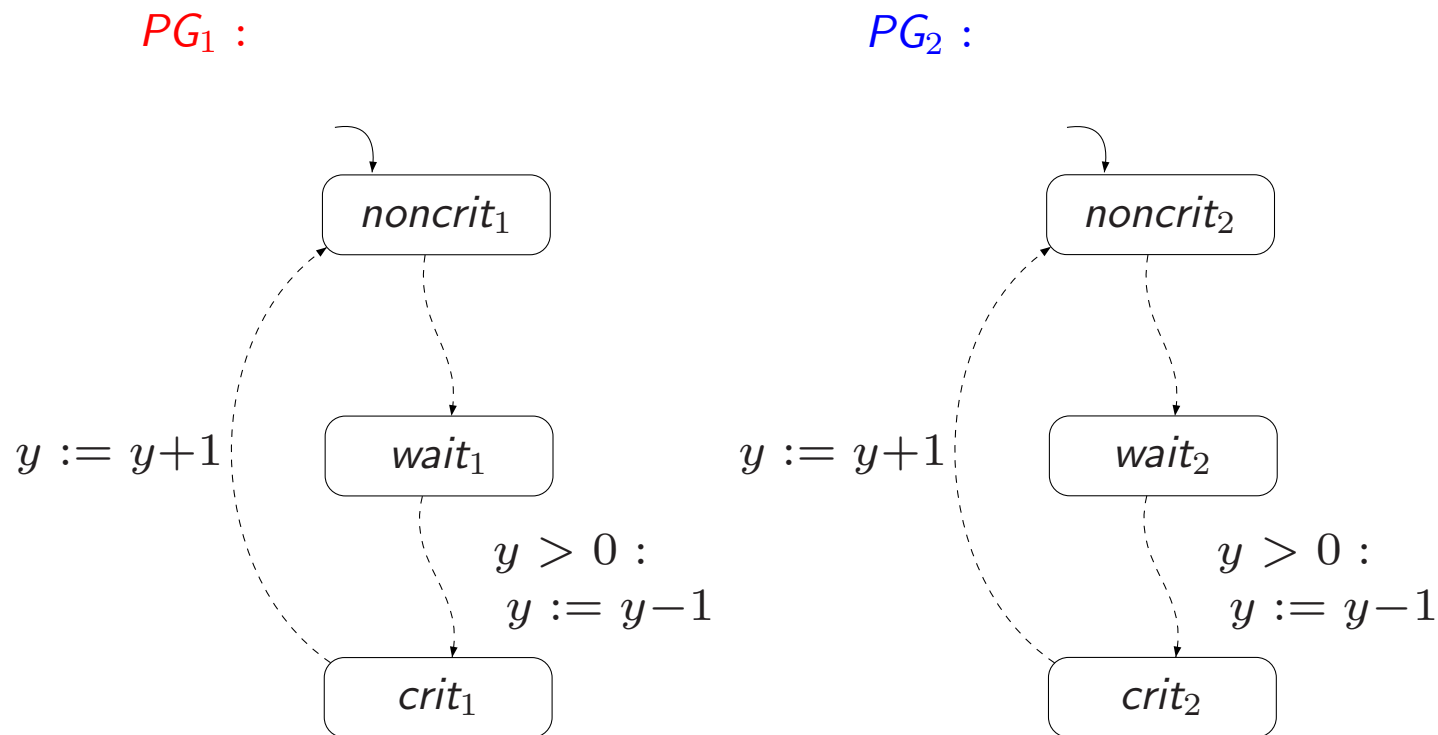 PG₁ :
noncrit₁
y := y+1
wait₁
y > 0 :
y := y−1
crit₁
PG₂ :
noncrit₂
y := y+1
wait₂
y > 0 :
y := y−1
crit₂